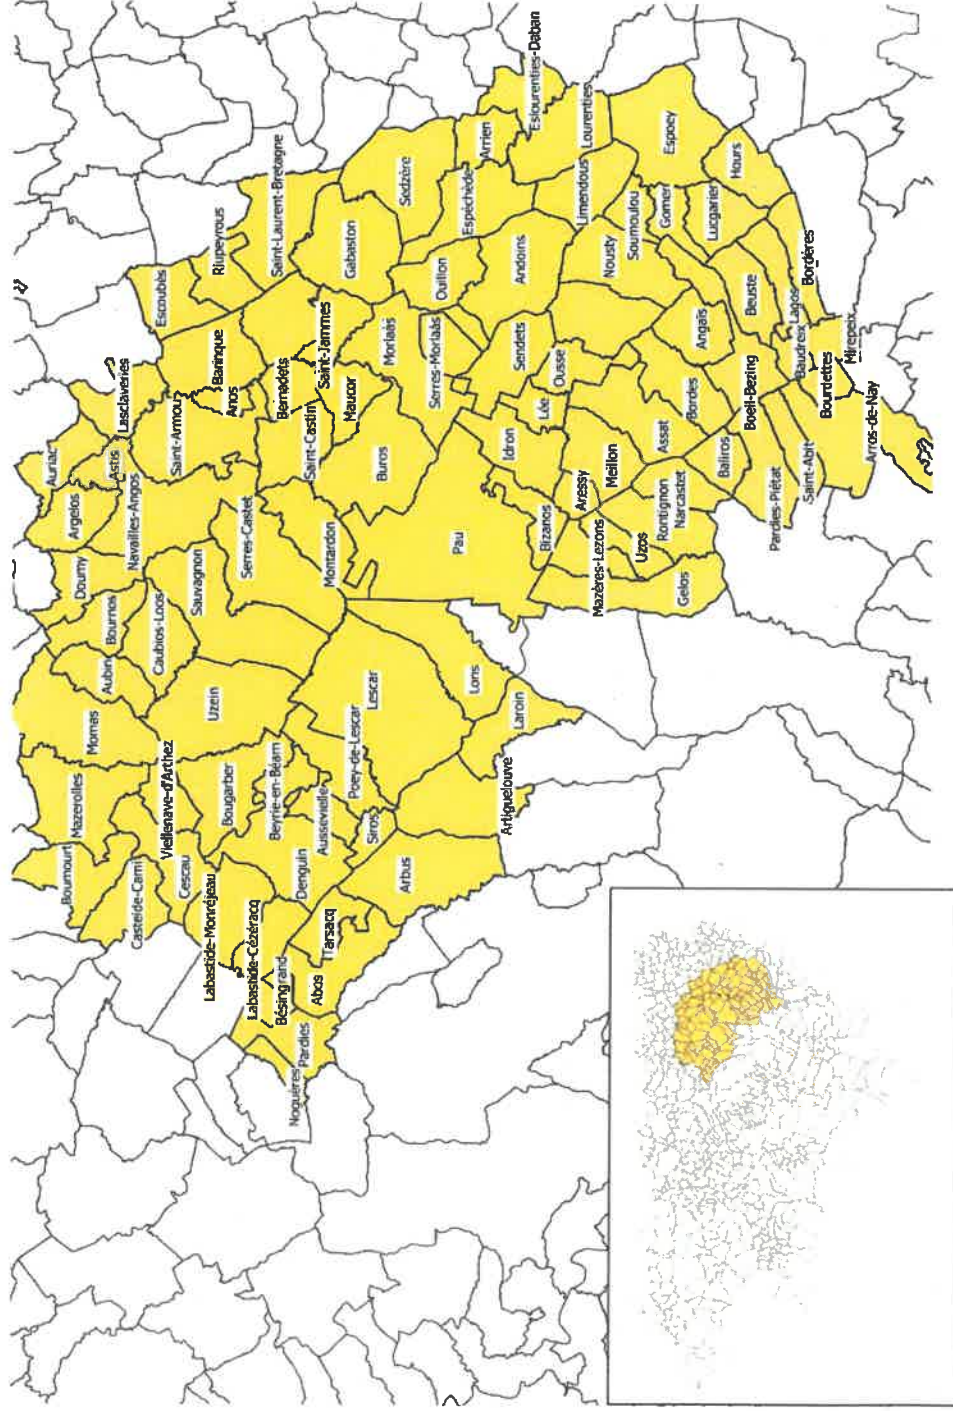 Auriac
Bournourt
Argelos
Mazerolles
Doumy
Momas
Aubin
Bournos
Astis
Lasclaveries
Casteide-Cami
Navailles-Angos
Caubios-Loos
Escoubès
Viellenave-d'Arthez
Saint-Armou
Cescau
Sauvagnon
Labastide-Monréjeau
Uzein
Baringue
Riupeyrous
Bougarber
Anos
Serres-Castet
Labastide-Cézéracq
Beyrie-en-Béarn
Saint-Laurent-Bretagne
Bésingrand
Bernadets
Noguères
Pardies
Denguin
Saint-Castin
Abos
Aussevielle
Saint-Jammes
Tarsacq
Montardon
Maucor
Gabaston
Poey-de-Lescar
Siros
Lescar
Buros
Morlaàs
Arbus
Sedzère
Serres-Morlaàs
Ouillon
Pau
Espéchède
Lons
Arrien
Artiguelouve
Laroin
Idron
Sendets
Andoins
Eslourenties-Daban
Bizanos
Lée
Ousse
Aressy
Limendous
Lourenties
Mazères-Lezons
Meillon
Nousty
Soumoulou
Uzos
Rontignon
Assat
Gomer
Espoey
Narcastet
Gelos
Bordes
Angaïs
Lucgarier
Baliros
Hours
Boeil-Bezing
Beuste
Pardies-Piétat
Lagos
Baudreix
Bordères
Saint-Abit
Bourdettes
Mirepeix
Arros-de-Nay